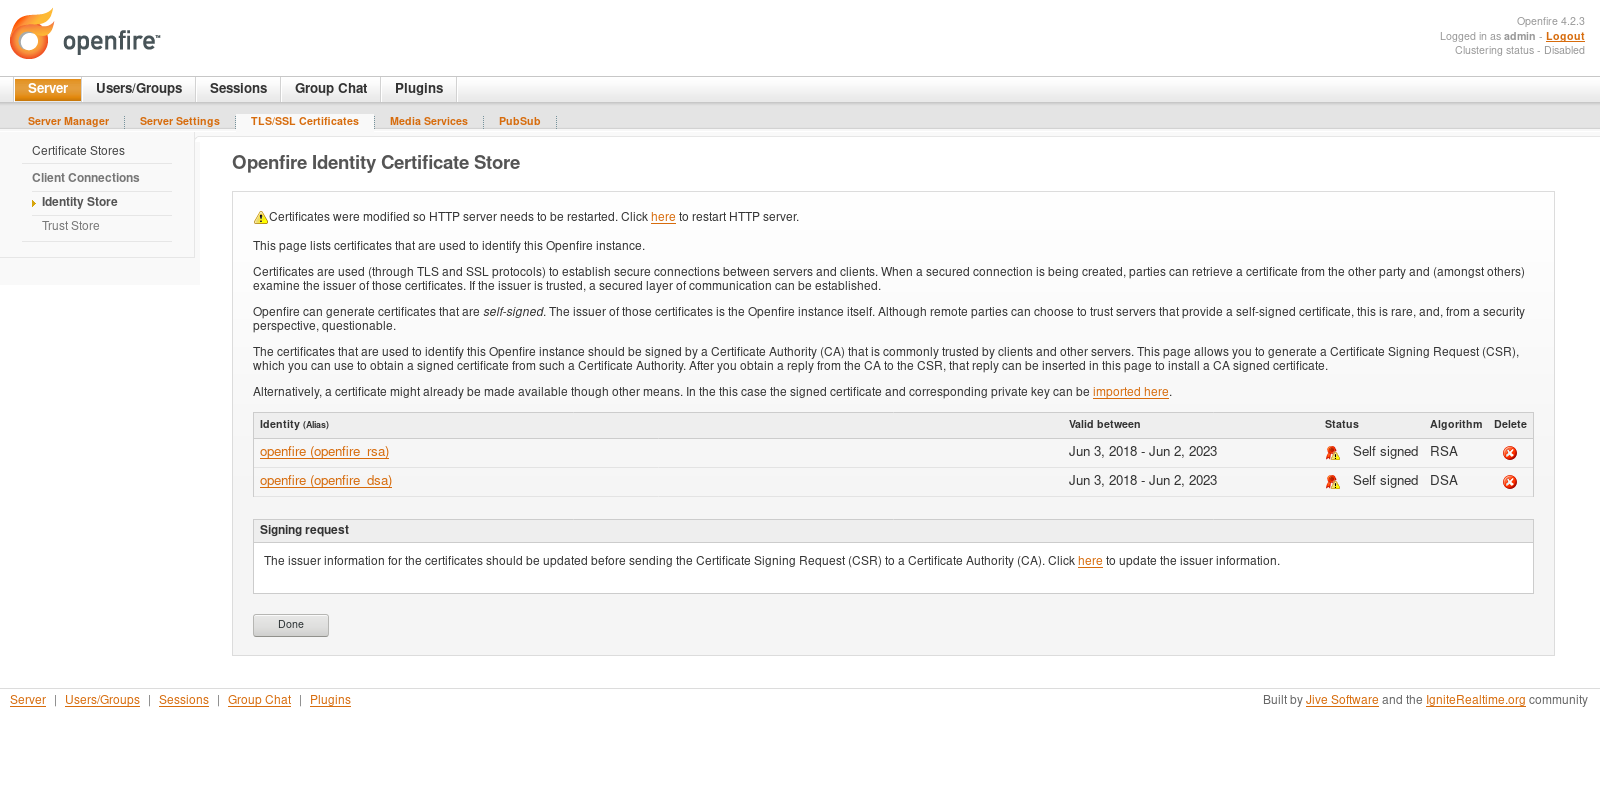 openfire™
Openfire 4.2.3
Logged in as admin - Logout
Clustering status - Disabled
Server Users/Groups Sessions Group Chat Plugins
Server Manager Server Settings TLS/SSL Certificates Media Services PubSub
Certificate Stores
Client Connections
Identity Store
Trust Store
Openfire Identity Certificate Store
Certificates were modified so HTTP server needs to be restarted. Click here to restart HTTP server.
This page lists certificates that are used to identify this Openfire instance.
Certificates are used (through TLS and SSL protocols) to establish secure connections between servers and clients. When a secured connection is being created, parties can retrieve a certificate from the other party and (amongst others)
examine the issuer of those certificates. If the issuer is trusted, a secured layer of communication can be established.
Openfire can generate certificates that are self-signed. The issuer of those certificates is the Openfire instance itself. Although remote parties can choose to trust servers that provide a self-signed certificate, this is rare, and, from a security
perspective, questionable.
The certificates that are used to identify this Openfire instance should be signed by a Certificate Authority (CA) that is commonly trusted by clients and other servers. This page allows you to generate a Certificate Signing Request (CSR),
which you can use to obtain a signed certificate from such a Certificate Authority. After you obtain a reply from the CA to the CSR, that reply can be inserted in this page to install a CA signed certificate.
Alternatively, a certificate might already be made available though other means. In the this case the signed certificate and corresponding private key can be imported here.
Identity (Alias) Valid between Status Algorithm Delete
openfire (openfire_rsa) Jun 3, 2018 - Jun 2, 2023 Self signed RSA
openfire (openfire_dsa) Jun 3, 2018 - Jun 2, 2023 Self signed DSA
Signing request
The issuer information for the certificates should be updated before sending the Certificate Signing Request (CSR) to a Certificate Authority (CA). Click here to update the issuer information.
Done
Server | Users/Groups | Sessions | Group Chat | Plugins
Built by Jive Software and the IgniteRealtime.org community